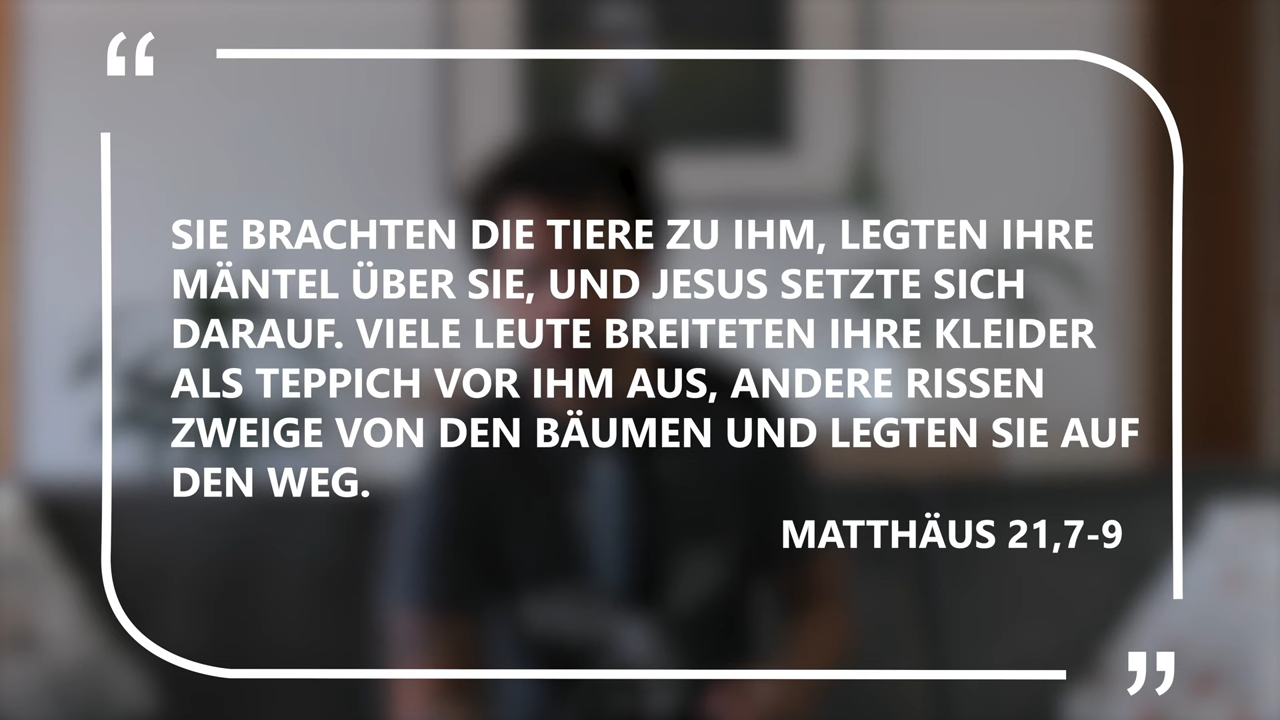 “
SIE BRACHTEN DIE TIERE ZU IHM, LEGTEN IHRE
MÄNTEL ÜBER SIE, UND JESUS SETZTE SICH
DARAUF. VIELE LEUTE BREITETEN IHRE KLEIDER
ALS TEPPICH VOR IHM AUS, ANDERE RISSEN
ZWEIGE VON DEN BÄUMEN UND LEGTEN SIE AUF
DEN WEG.
MATTHÄUS 21,7-9
”